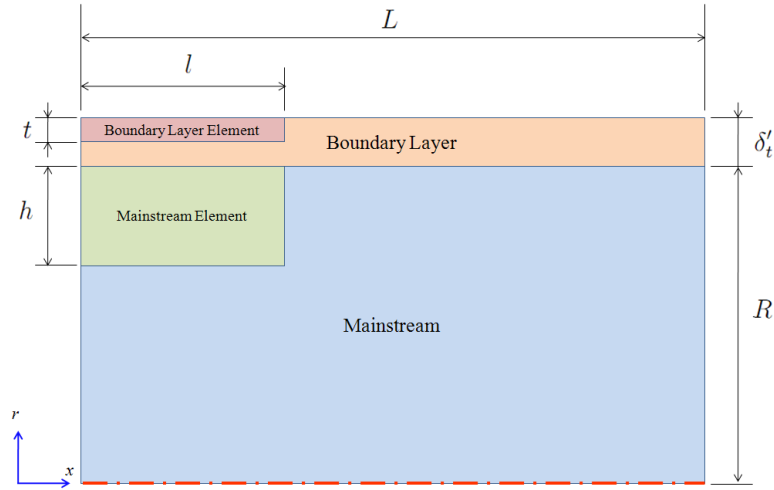 L
l
t
Boundary Layer Element
Boundary Layer
δ′ₜ
h
Mainstream Element
R
Mainstream
r
x